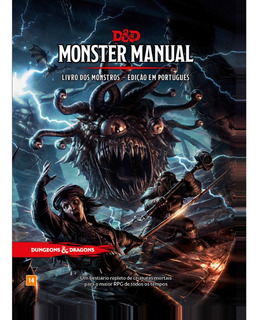 D&D
MONSTER MANUAL
LIVRO DOS MONSTROS - EDIÇÃO EM PORTUGUÊS
DUNGEONS & DRAGONS
14
Um bestiário repleto de criaturas mortais
para o maior RPG de todos os tempos